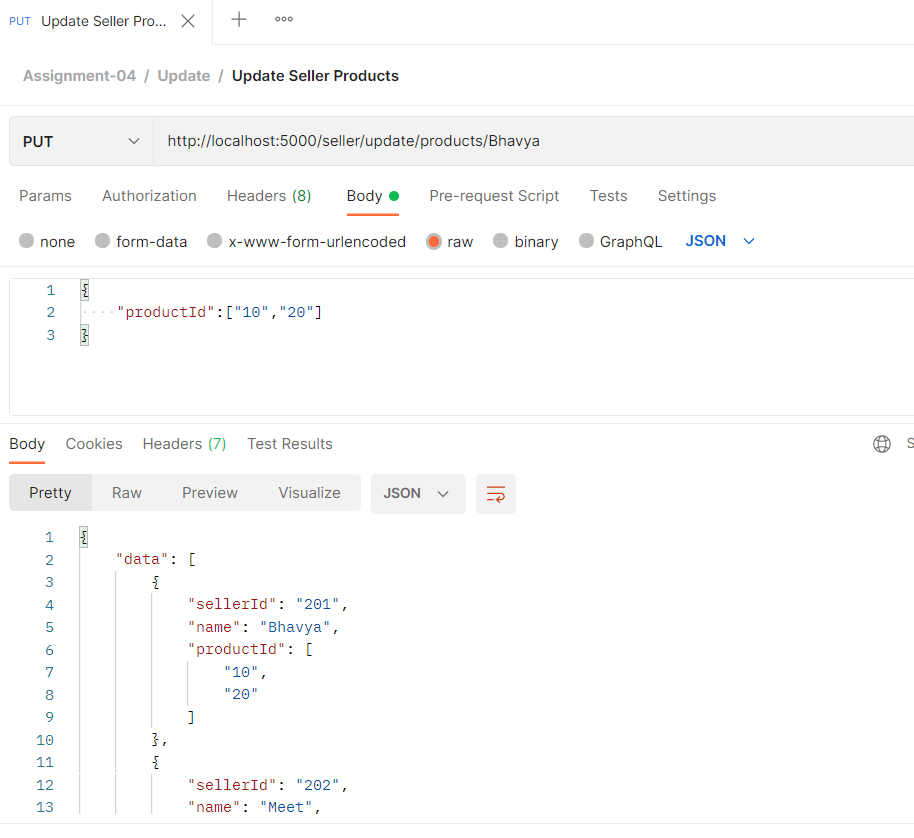 PUT Update Seller Pro... × + ooo
Assignment-04 / Update / Update Seller Products
PUT http://localhost:5000/seller/update/products/Bhavya
Params Authorization Headers (8) Body Pre-request Script Tests Settings
none form-data x-www-form-urlencoded raw binary GraphQL JSON
1 {
2 ····"productId":["10","20"]
3 }
Body Cookies Headers (7) Test Results S
Pretty Raw Preview Visualize JSON
1 {
2 "data": [
3 {
4 "sellerId": "201",
5 "name": "Bhavya",
6 "productId": [
7 "10",
8 "20"
9 ]
10 },
11 {
12 "sellerId": "202",
13 "name": "Meet",